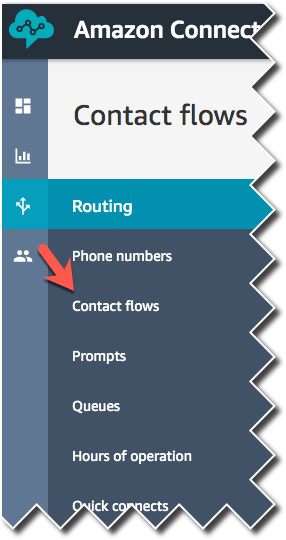 Amazon Connect
Contact flows
Routing
Phone numbers
Contact flows
Prompts
Queues
Hours of operation
Quick connects